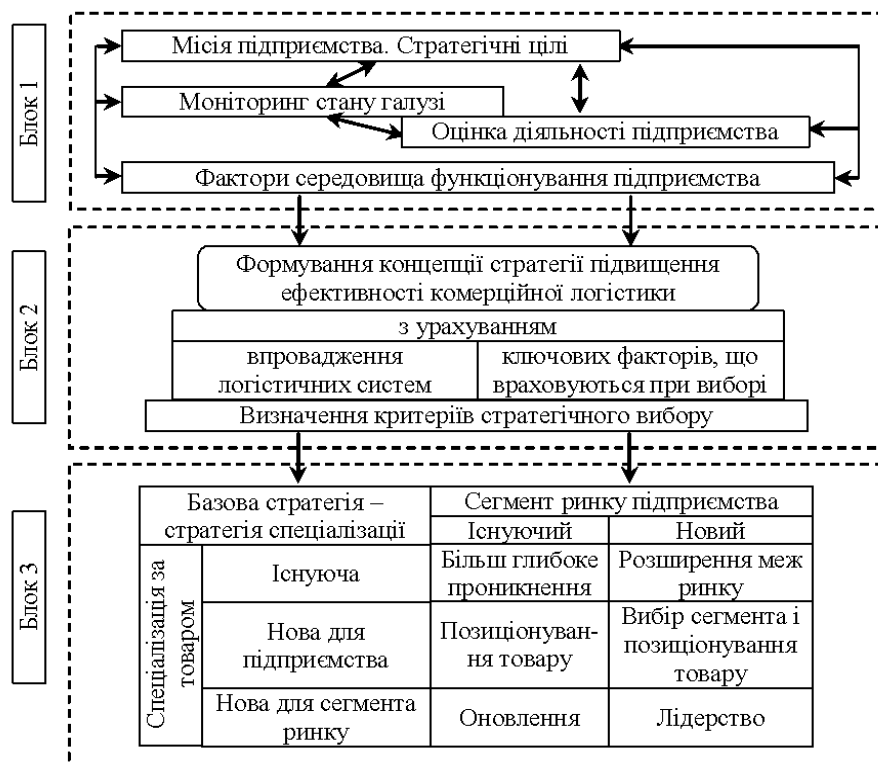 Блок 1
Місія підприємства. Стратегічні цілі
Моніторинг стану галузі
Оцінка діяльності підприємства
Фактори середовища функціонування підприємства
Блок 2
Формування концепції стратегії підвищення
ефективності комерційної логістики
з урахуванням
впровадження
логістичних систем
ключових факторів, що
враховуються при виборі
Визначення критеріїв стратегічного вибору
Блок 3
Базова стратегія –
стратегія спеціалізації
Сегмент ринку підприємства
Існуючий
Новий
Спеціалізація за
товаром
Існуюча
Більш глибоке
проникнення
Розширення меж
ринку
Нова для
підприємства
Позиціонуван-
ня товару
Вибір сегмента і
позиціонування
товару
Нова для сегмента
ринку
Оновлення
Лідерство